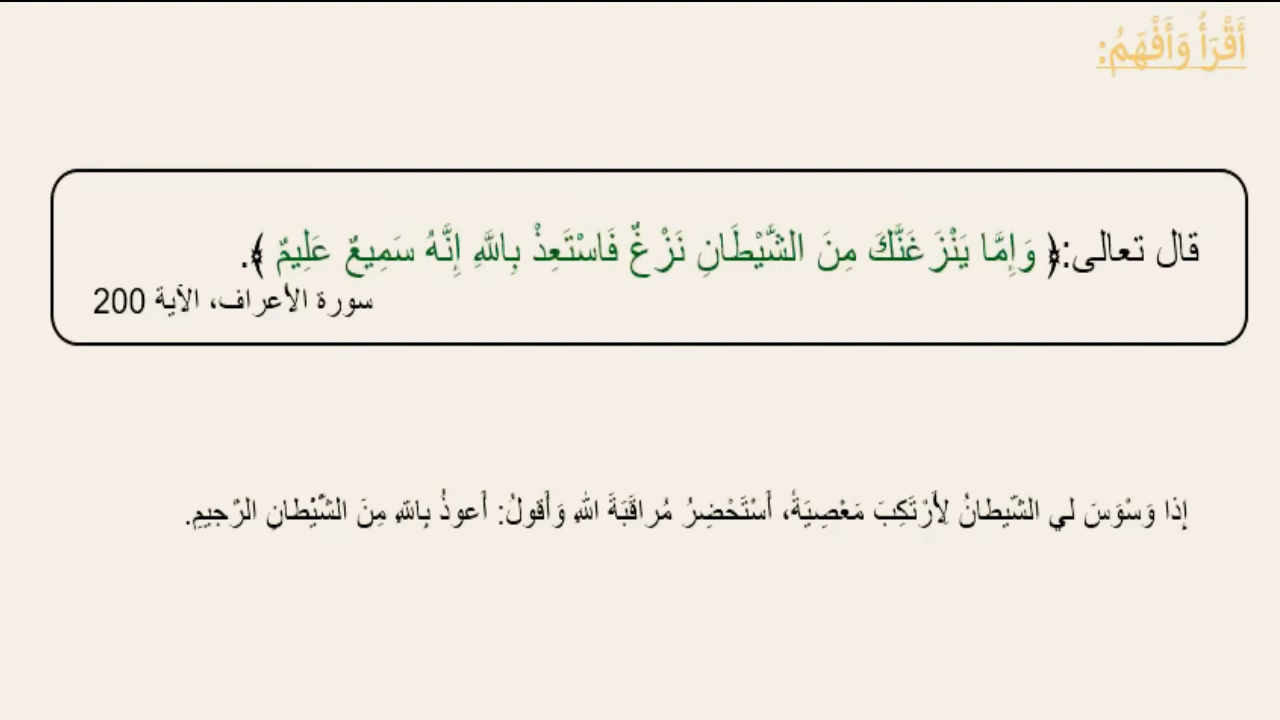 أَقْرَأُ وَأَفْهَمُ:
قال تعالى:﴿ وَإِمَّا يَنْزَغَنَّكَ مِنَ الشَّيْطَانِ نَزْغٌ فَاسْتَعِذْ بِاللَّهِ إِنَّهُ سَمِيعٌ عَلِيمٌ ﴾.
سورة الأعراف، الآية 200
إذا وَسْوَسَ لي الشّيطانُ لِأَرْتَكِبَ مَعْصِيَةً، أَسْتَحْضِرُ مُراقَبَةَ اللهِ وَأَقولُ: أَعوذُ بِاللهِ مِنَ الشَّيْطانِ الرّجيمِ.